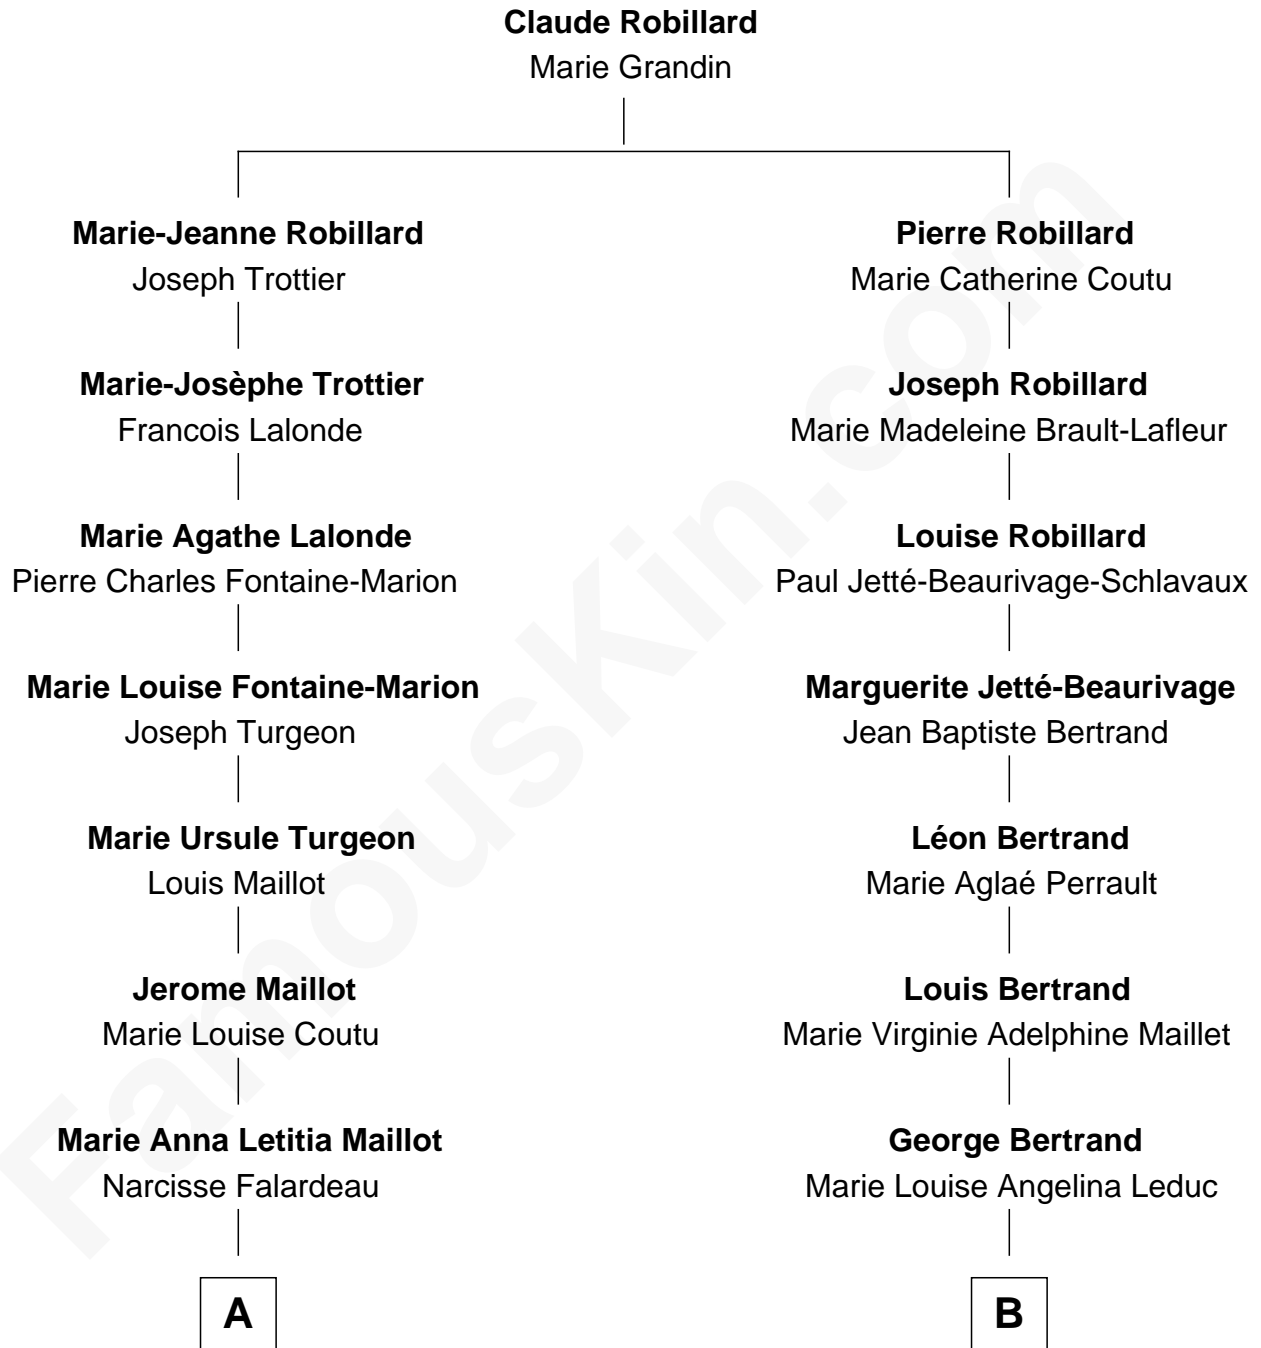 Claude Robillard
Marie Grandin
Marie-Jeanne Robillard
Joseph Trottier
Pierre Robillard
Marie Catherine Coutu
Marie-Josèphe Trottier
Francois Lalonde
Joseph Robillard
Marie Madeleine Brault-Lafleur
Marie Agathe Lalonde
Pierre Charles Fontaine-Marion
Louise Robillard
Paul Jetté-Beaurivage-Schlavaux
Marie Louise Fontaine-Marion
Joseph Turgeon
Marguerite Jetté-Beaurivage
Jean Baptiste Bertrand
Marie Ursule Turgeon
Louis Maillot
Léon Bertrand
Marie Aglaé Perrault
Jerome Maillot
Marie Louise Coutu
Louis Bertrand
Marie Virginie Adelphine Maillet
Marie Anna Letitia Maillot
Narcisse Falardeau
George Bertrand
Marie Louise Angelina Leduc
A
B
FamousKin.com